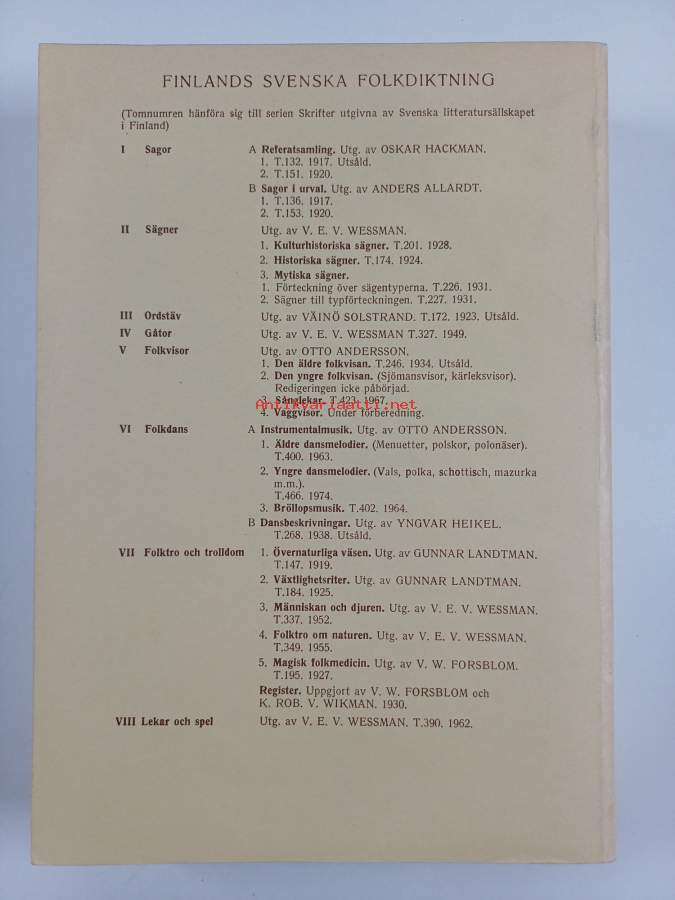 FINLANDS SVENSKA FOLKDIKTNING
(Tomnumren hänföra sig till serien Skrifter utgivna av Svenska litteratursällskapet
i Finland)
I Sagor A Referatsamling. Utg. av OSKAR HACKMAN.
1. T.132. 1917. Utsåld.
2. T.151. 1920.
B Sagor i urval. Utg. av ANDERS ALLARDT.
1. T.136. 1917.
2. T.153. 1920.
II Sägner Utg. av V. E. V. WESSMAN.
1. Kulturhistoriska sägner. T.201. 1928.
2. Historiska sägner. T.174. 1924.
3. Mytiska sägner.
1. Förteckning över sägentyperna. T.226. 1931.
2. Sägner till typförteckningen. T.227. 1931.
III Ordstäv Utg. av VÄINÖ SOLSTRAND. T.172. 1923. Utsåld.
IV Gåtor Utg. av V. E. V. WESSMAN T.327. 1949.
V Folkvisor Utg. av OTTO ANDERSSON.
1. Den äldre folkvisan. T.246. 1934. Utsåld.
2. Den yngre folkvisan. (Sjömansvisor, kärleksvisor).
Redigeringen icke påbörjad.
3. Sånglekar. T.423. 1967.
Antikvariaatti.net
4. Vaggvisor. Under förberedning.
VI Folkdans A Instrumentalmusik. Utg. av OTTO ANDERSSON.
1. Äldre dansmelodier. (Menuetter, polskor, polonäser).
T.400. 1963.
2. Yngre dansmelodier. (Vals, polka, schottisch, mazurka
m.m.).
T.466. 1974.
3. Bröllopsmusik. T.402. 1964.
B Dansbeskrivningar. Utg. av YNGVAR HEIKEL.
T.268. 1938. Utsåld.
VII Folktro och trolldom 1. Övernaturliga väsen. Utg. av GUNNAR LANDTMAN.
T.147. 1919.
2. Växtlighetsriter. Utg. av GUNNAR LANDTMAN.
T.184. 1925.
3. Människan och djuren. Utg. av V. E. V. WESSMAN.
T.337. 1952.
4. Folktro om naturen. Utg. av V. E. V. WESSMAN.
T.349. 1955.
5. Magisk folkmedicin. Utg. av V. W. FORSBLOM.
T.195. 1927.
Register. Uppgjort av V. W. FORSBLOM och
K. ROB. V. WIKMAN. 1930.
VIII Lekar och spel Utg. av V. E. V. WESSMAN. T.390. 1962.